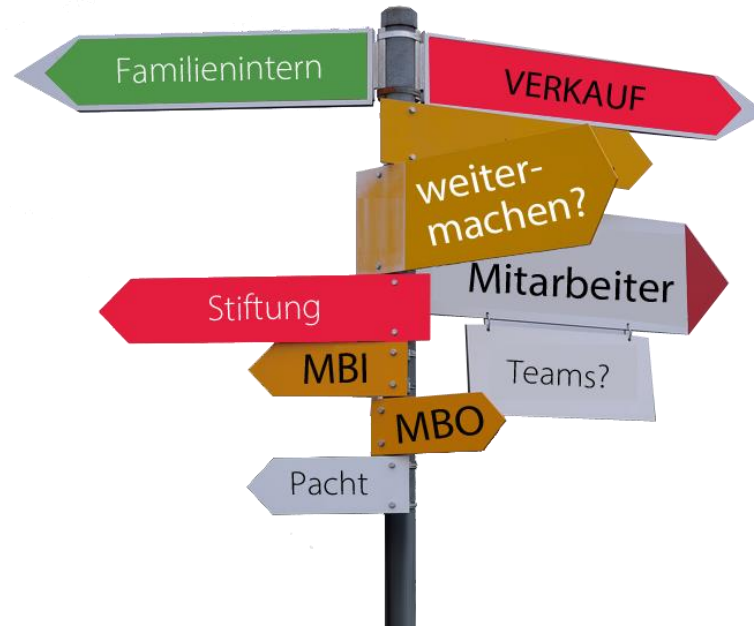 Familienintern
VERKAUF
weiter-
machen?
Mitarbeiter
Stiftung
Teams?
MBI
MBO
Pacht